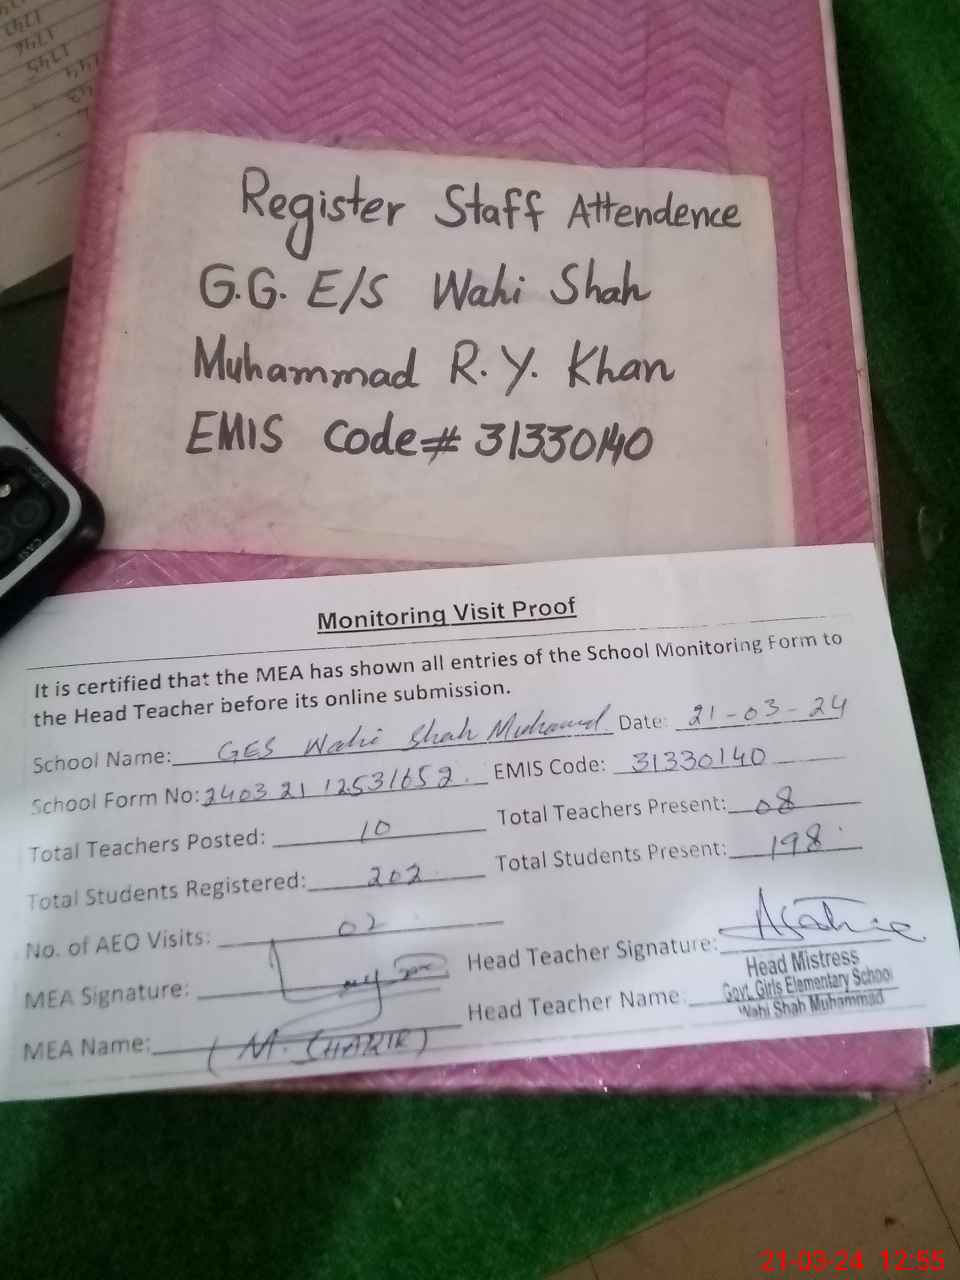 Register Staff Attendence
G.G. E/S Wahi Shah
Muhammad R.Y. Khan
EMIS Code# 31330140
Monitoring Visit Proof
It is certified that the MEA has shown all entries of the School Monitoring Form to
the Head Teacher before its online submission.
School Name: GES Wahi Shah Muhamd Date: 21-03-24
School Form No: 2403 21 12531652 EMIS Code: 31330140
Total Teachers Posted: 10 Total Teachers Present: 08
Total Students Registered: 202 Total Students Present: 198
No. of AEO Visits: 02
MEA Signature: Head Teacher Signature:
Head Mistress
Govt. Girls Elementary School
Wahi Shah Muhammad
Head Teacher Name:
MEA Name: (M. )
21-03-24 12:55